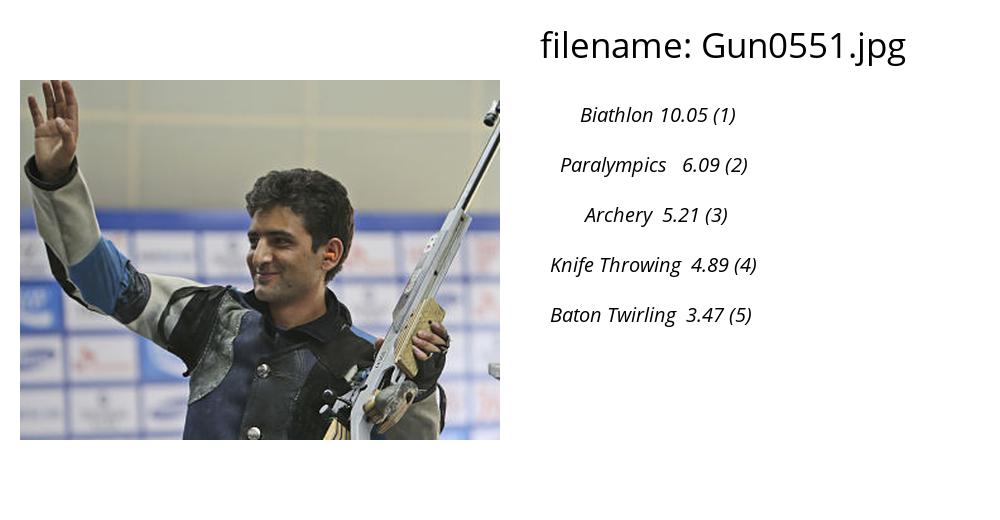 filename: Gun0551.jpg
Biathlon 10.05 (1)
Paralympics 6.09 (2)
Archery 5.21 (3)
Knife Throwing 4.89 (4)
Baton Twirling 3.47 (5)